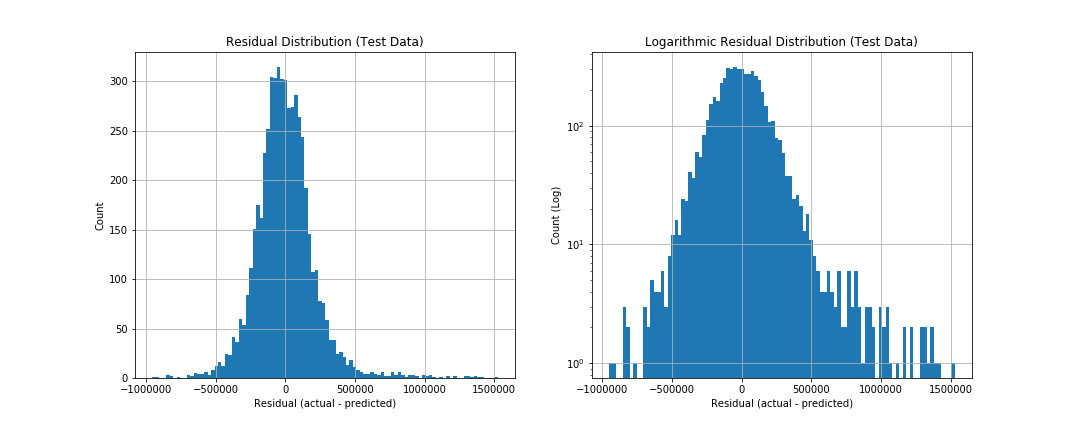 Residual Distribution (Test Data)
300
250
200
150
100
50
0
Count
−1000000 −500000 0 500000 1000000 1500000
Residual (actual - predicted)
Logarithmic Residual Distribution (Test Data)
10²
10¹
10⁰
Count (Log)
−1000000 −500000 0 500000 1000000 1500000
Residual (actual - predicted)